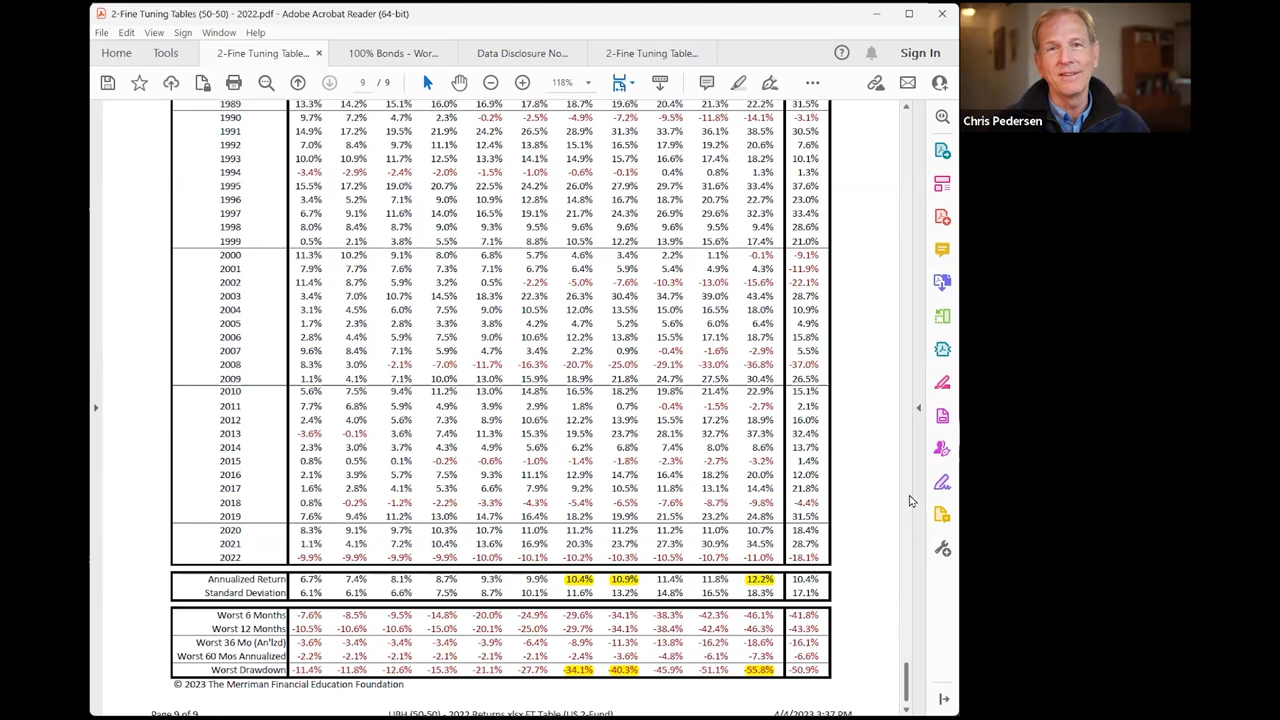 2-Fine Tuning Tables (50-50) - 2022.pdf - Adobe Acrobat Reader (64-bit)
File Edit View Sign Window Help
Home Tools 2-Fine Tuning Table... × 100% Bonds - Wor... Data Disclosure No... 2-Fine Tuning Table... Sign In
9 / 9 118%
Chris Pedersen
1989 13.3% 14.2% 15.1% 16.0% 16.9% 17.8% 18.7% 19.6% 20.4% 21.3% 22.2% 31.5%
1990 9.7% 7.2% 4.7% 2.3% -0.2% -2.5% -4.9% -7.2% -9.5% -11.8% -14.1% -3.1%
1991 14.9% 17.2% 19.5% 21.9% 24.2% 26.5% 28.9% 31.3% 33.7% 36.1% 38.5% 30.5%
1992 7.0% 8.4% 9.7% 11.1% 12.4% 13.8% 15.1% 16.5% 17.9% 19.2% 20.6% 7.6%
1993 10.0% 10.9% 11.7% 12.5% 13.3% 14.1% 14.9% 15.7% 16.6% 17.4% 18.2% 10.1%
1994 -3.4% -2.9% -2.4% -2.0% -1.5% -1.0% -0.6% -0.1% 0.4% 0.8% 1.3% 1.3%
1995 15.5% 17.2% 19.0% 20.7% 22.5% 24.2% 26.0% 27.9% 29.7% 31.6% 33.4% 37.6%
1996 3.4% 5.2% 7.1% 9.0% 10.9% 12.8% 14.8% 16.7% 18.7% 20.7% 22.7% 23.0%
1997 6.7% 9.1% 11.6% 14.0% 16.5% 19.1% 21.7% 24.3% 26.9% 29.6% 32.3% 33.4%
1998 8.0% 8.4% 8.7% 9.0% 9.3% 9.5% 9.6% 9.6% 9.6% 9.5% 9.4% 28.6%
1999 0.5% 2.1% 3.8% 5.5% 7.1% 8.8% 10.5% 12.2% 13.9% 15.6% 17.4% 21.0%
2000 11.3% 10.2% 9.1% 8.0% 6.8% 5.7% 4.6% 3.4% 2.2% 1.1% -0.1% -9.1%
2001 7.9% 7.7% 7.6% 7.3% 7.1% 6.7% 6.4% 5.9% 5.4% 4.9% 4.3% -11.9%
2002 11.4% 8.7% 5.9% 3.2% 0.5% -2.2% -5.0% -7.6% -10.3% -13.0% -15.6% -22.1%
2003 3.4% 7.0% 10.7% 14.5% 18.3% 22.3% 26.3% 30.4% 34.7% 39.0% 43.4% 28.7%
2004 3.1% 4.5% 6.0% 7.5% 9.0% 10.5% 12.0% 13.5% 15.0% 16.5% 18.0% 10.9%
2005 1.7% 2.3% 2.8% 3.3% 3.8% 4.2% 4.7% 5.2% 5.6% 6.0% 6.4% 4.9%
2006 2.8% 4.4% 5.9% 7.5% 9.0% 10.6% 12.2% 13.8% 15.5% 17.1% 18.7% 15.8%
2007 9.6% 8.4% 7.1% 5.9% 4.7% 3.4% 2.2% 0.9% -0.4% -1.6% -2.9% 5.5%
2008 8.3% 3.0% -2.1% -7.0% -11.7% -16.3% -20.7% -25.0% -29.1% -33.0% -36.8% -37.0%
2009 1.1% 4.1% 7.1% 10.0% 13.0% 15.9% 18.9% 21.8% 24.7% 27.5% 30.4% 26.5%
2010 5.6% 7.5% 9.4% 11.2% 13.0% 14.8% 16.5% 18.2% 19.8% 21.4% 22.9% 15.1%
2011 7.7% 6.8% 5.9% 4.9% 3.9% 2.9% 1.8% 0.7% -0.4% -1.5% -2.7% 2.1%
2012 2.4% 4.0% 5.6% 7.3% 8.9% 10.6% 12.2% 13.9% 15.5% 17.2% 18.9% 16.0%
2013 -3.6% -0.1% 3.6% 7.4% 11.3% 15.3% 19.5% 23.7% 28.1% 32.7% 37.3% 32.4%
2014 2.3% 3.0% 3.7% 4.3% 4.9% 5.6% 6.2% 6.8% 7.4% 8.0% 8.6% 13.7%
2015 0.8% 0.5% 0.1% -0.2% -0.6% -1.0% -1.4% -1.8% -2.3% -2.7% -3.2% 1.4%
2016 2.1% 3.9% 5.7% 7.5% 9.3% 11.1% 12.9% 14.7% 16.4% 18.2% 20.0% 12.0%
2017 1.6% 2.8% 4.1% 5.3% 6.6% 7.9% 9.2% 10.5% 11.8% 13.1% 14.4% 21.8%
2018 0.8% -0.2% -1.2% -2.2% -3.3% -4.3% -5.4% -6.5% -7.6% -8.7% -9.8% -4.4%
2019 7.6% 9.4% 11.2% 13.0% 14.7% 16.4% 18.2% 19.9% 21.5% 23.2% 24.8% 31.5%
2020 8.3% 9.1% 9.7% 10.3% 10.7% 11.0% 11.2% 11.2% 11.2% 11.0% 10.7% 18.4%
2021 1.1% 4.1% 7.2% 10.4% 13.6% 16.9% 20.3% 23.7% 27.3% 30.9% 34.5% 28.7%
2022 -9.9% -9.9% -9.9% -9.9% -10.0% -10.1% -10.2% -10.3% -10.5% -10.7% -11.0% -18.1%
Annualized Return 6.7% 7.4% 8.1% 8.7% 9.3% 9.9% 10.4% 10.9% 11.4% 11.8% 12.2% 10.4%
Standard Deviation 6.1% 6.1% 6.6% 7.5% 8.7% 10.1% 11.6% 13.2% 14.8% 16.5% 18.3% 17.1%
Worst 6 Months -7.6% -8.5% -9.5% -14.8% -20.0% -24.9% -29.6% -34.1% -38.3% -42.3% -46.1% -41.8%
Worst 12 Months -10.5% -10.6% -10.6% -15.0% -20.1% -25.0% -29.7% -34.1% -38.4% -42.4% -46.3% -43.3%
Worst 36 Mo (An'lzd) -3.6% -3.4% -3.4% -3.4% -3.9% -6.4% -8.9% -11.3% -13.8% -16.2% -18.6% -16.1%
Worst 60 Mos Annualized -2.2% -2.1% -2.1% -2.1% -2.1% -2.1% -2.4% -3.6% -4.8% -6.1% -7.3% -6.6%
Worst Drawdown -11.4% -11.8% -12.6% -15.3% -21.1% -27.7% -34.1% -40.3% -45.9% -51.1% -55.8% -50.9%
© 2023 The Merriman Financial Education Foundation
Page 9 of 9 UBH (50-50) - 2022 Returns.xlsx FT Table (US 2-Fund) 4/4/2023 3:37 PM